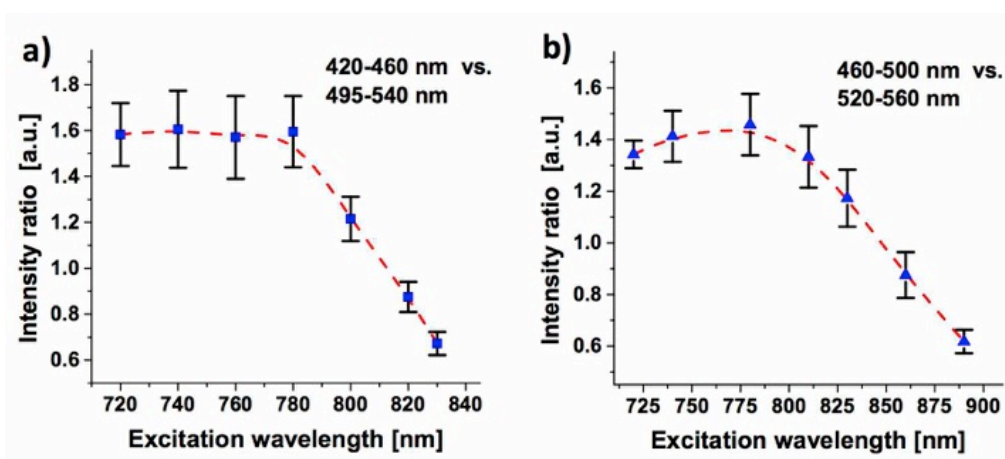 a)
420-460 nm vs.
495-540 nm
Intensity ratio [a.u.]
1.8
1.6
1.4
1.2
1.0
0.8
0.6
720 740 760 780 800 820 840
Excitation wavelength [nm]
b)
460-500 nm vs.
520-560 nm
Intensity ratio [a.u.]
1.6
1.4
1.2
1.0
0.8
0.6
725 750 775 800 825 850 875 900
Excitation wavelength [nm]